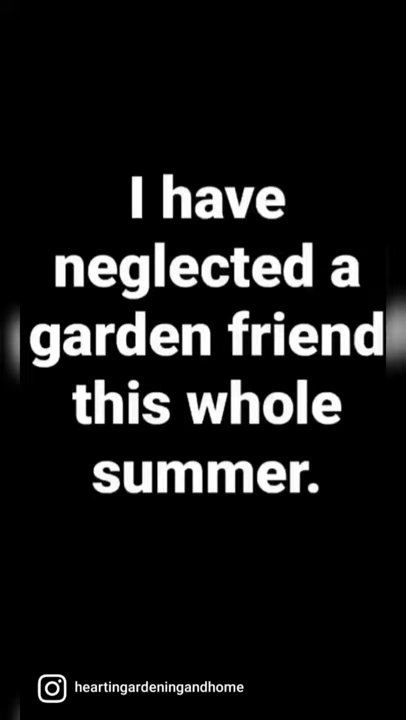 I have
neglected a
garden friend
this whole
summer.
heartingardeningandhome